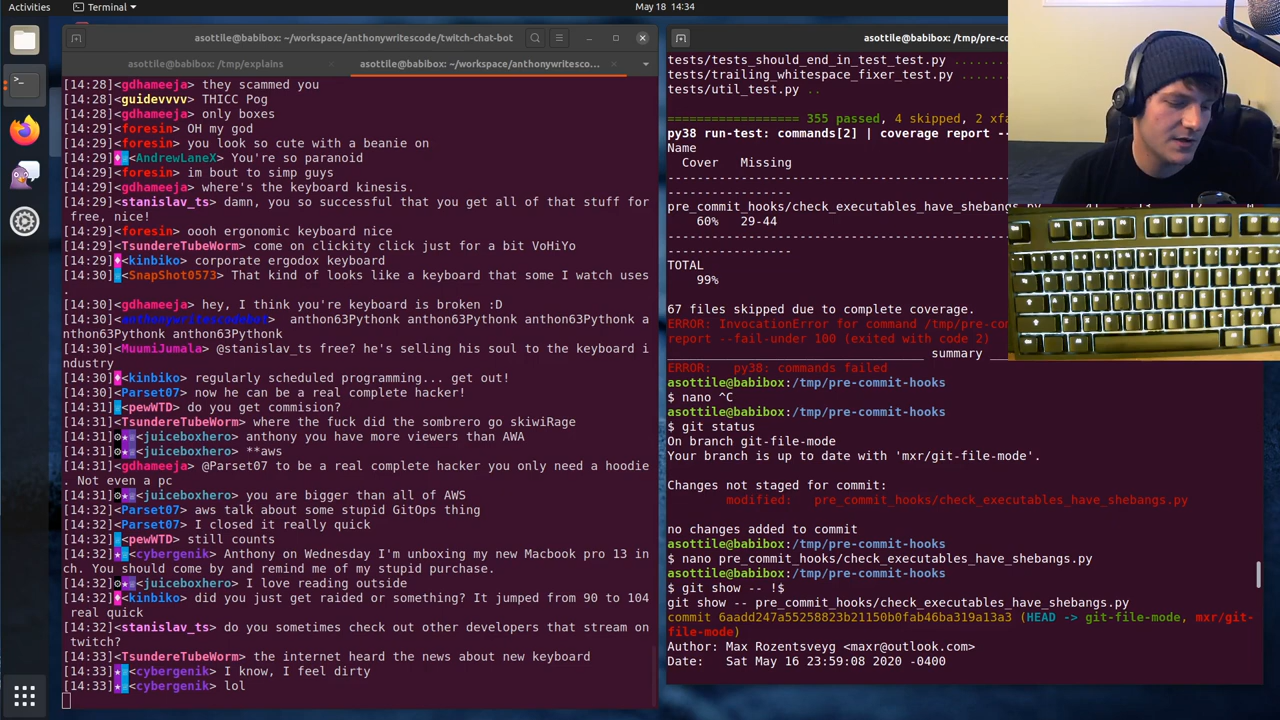 Activities
Terminal
May 18 14:34
asottile@babibox: ~/workspace/anthonywritescode/twitch-chat-bot
asottile@babibox: /tmp/explains
asottile@babibox: ~/workspace/anthonywritesco...
[14:28]<gdhameeja> they scammed you
[14:28]<guidevvvv> THICC Pog
[14:28]<gdhameeja> only boxes
[14:29]<foresin> OH my god
[14:29]<foresin> you look so cute with a beanie on
[14:29]<AndrewLaneX> You're so paranoid
[14:29]<foresin> im bout to simp guys
[14:29]<gdhameeja> where's the keyboard kinesis.
[14:29]<stanislav_ts> damn, you so successful that you get all of that stuff for
free, nice!
[14:29]<foresin> oooh ergonomic keyboard nice
[14:29]<TsundereTubeWorm> come on clickity click just for a bit VoHiYo
[14:29]<kinbiko> corporate ergodox keyboard
[14:30]<SnapShot0573> That kind of looks like a keyboard that some I watch uses
.
[14:30]<gdhameeja> hey, I think you're keyboard is broken :D
[14:30]<anthonywritescodebot> anthon63Pythonk anthon63Pythonk anthon63Pythonk a
nthon63Pythonk anthon63Pythonk
[14:30]<MuumiJumala> @stanislav_ts free? he's selling his soul to the keyboard i
ndustry
[14:30]<kinbiko> regularly scheduled programming... get out!
[14:30]<Parset07> now he can be a real complete hacker!
[14:31]<pewWTD> do you get commision?
[14:31]<TsundereTubeWorm> where the fuck did the sombrero go skiwiRage
[14:31]<juiceboxhero> anthony you have more viewers than AWA
[14:31]<juiceboxhero> **aws
[14:31]<gdhameeja> @Parset07 to be a real complete hacker you only need a hoodie
. Not even a pc
[14:31]<juiceboxhero> you are bigger than all of AWS
[14:32]<Parset07> aws talk about some stupid GitOps thing
[14:32]<Parset07> I closed it really quick
[14:32]<pewWTD> still counts
[14:32]<cybergenik> Anthony on Wednesday I'm unboxing my new Macbook pro 13 in
ch. You should come by and remind me of my stupid purchase.
[14:32]<juiceboxhero> I love reading outside
[14:32]<kinbiko> did you just get raided or something? It jumped from 90 to 104
real quick
[14:32]<stanislav_ts> do you sometimes check out other developers that stream on
twitch?
[14:33]<TsundereTubeWorm> the internet heard the news about new keyboard
[14:33]<cybergenik> I know, I feel dirty
[14:33]<cybergenik> lol
asottile@babibox: /tmp/pre-co
tests/tests_should_end_in_test_test.py
tests/trailing_whitespace_fixer_test.py
tests/util_test.py ..
================== 355 passed, 4 skipped, 2 xfa
py38 run-test: commands[2] | coverage report --
Name
Cover Missing
pre_commit_hooks/check_executables_have_shebangs.py
60% 29-44
TOTAL
99%
67 files skipped due to complete coverage.
ERROR: InvocationError for command /tmp/pre-com
report --fail-under 100 (exited with code 2)
summary
ERROR: py38: commands failed
asottile@babibox:/tmp/pre-commit-hooks
$ nano ^C
asottile@babibox:/tmp/pre-commit-hooks
$ git status
On branch git-file-mode
Your branch is up to date with 'mxr/git-file-mode'.
Changes not staged for commit:
modified: pre_commit_hooks/check_executables_have_shebangs.py
no changes added to commit
asottile@babibox:/tmp/pre-commit-hooks
$ nano pre_commit_hooks/check_executables_have_shebangs.py
asottile@babibox:/tmp/pre-commit-hooks
$ git show -- !$
git show -- pre_commit_hooks/check_executables_have_shebangs.py
commit 6aadd247a55258823b21150b0fab46ba319a13a3 (HEAD -> git-file-mode, mxr/git-
file-mode)
Author: Max Rozentsveyg <maxr@outlook.com>
Date: Sat May 16 23:59:08 2020 -0400